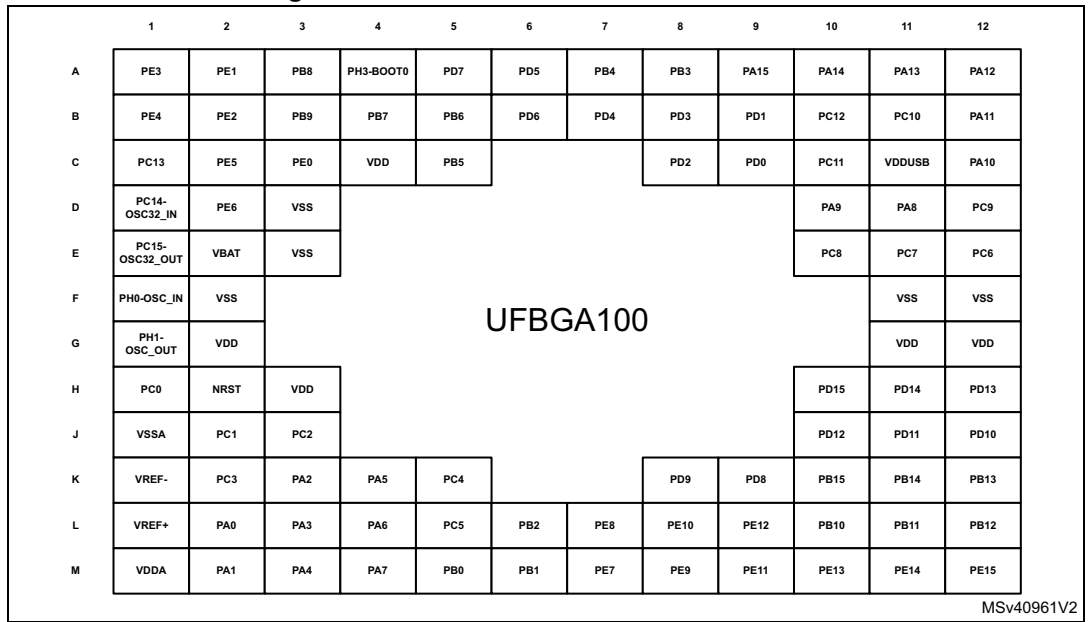 1 2 3 4 5 6 7 8 9 10 11 12
A PE3 PE1 PB8 PH3-BOOT0 PD7 PD5 PB4 PB3 PA15 PA14 PA13 PA12
B PE4 PE2 PB9 PB7 PB6 PD6 PD4 PD3 PD1 PC12 PC10 PA11
C PC13 PE5 PE0 VDD PB5 PD2 PD0 PC11 VDDUSB PA10
D PC14-
OSC32_IN PE6 VSS PA9 PA8 PC9
E PC15-
OSC32_OUT VBAT VSS PC8 PC7 PC6
F PH0-OSC_IN VSS VSS VSS
UFBGA100
G PH1-
OSC_OUT VDD VDD VDD
H PC0 NRST VDD PD15 PD14 PD13
J VSSA PC1 PC2 PD12 PD11 PD10
K VREF- PC3 PA2 PA5 PC4 PD9 PD8 PB15 PB14 PB13
L VREF+ PA0 PA3 PA6 PC5 PB2 PE8 PE10 PE12 PB10 PB11 PB12
M VDDA PA1 PA4 PA7 PB0 PB1 PE7 PE9 PE11 PE13 PE14 PE15
MSv40961V2